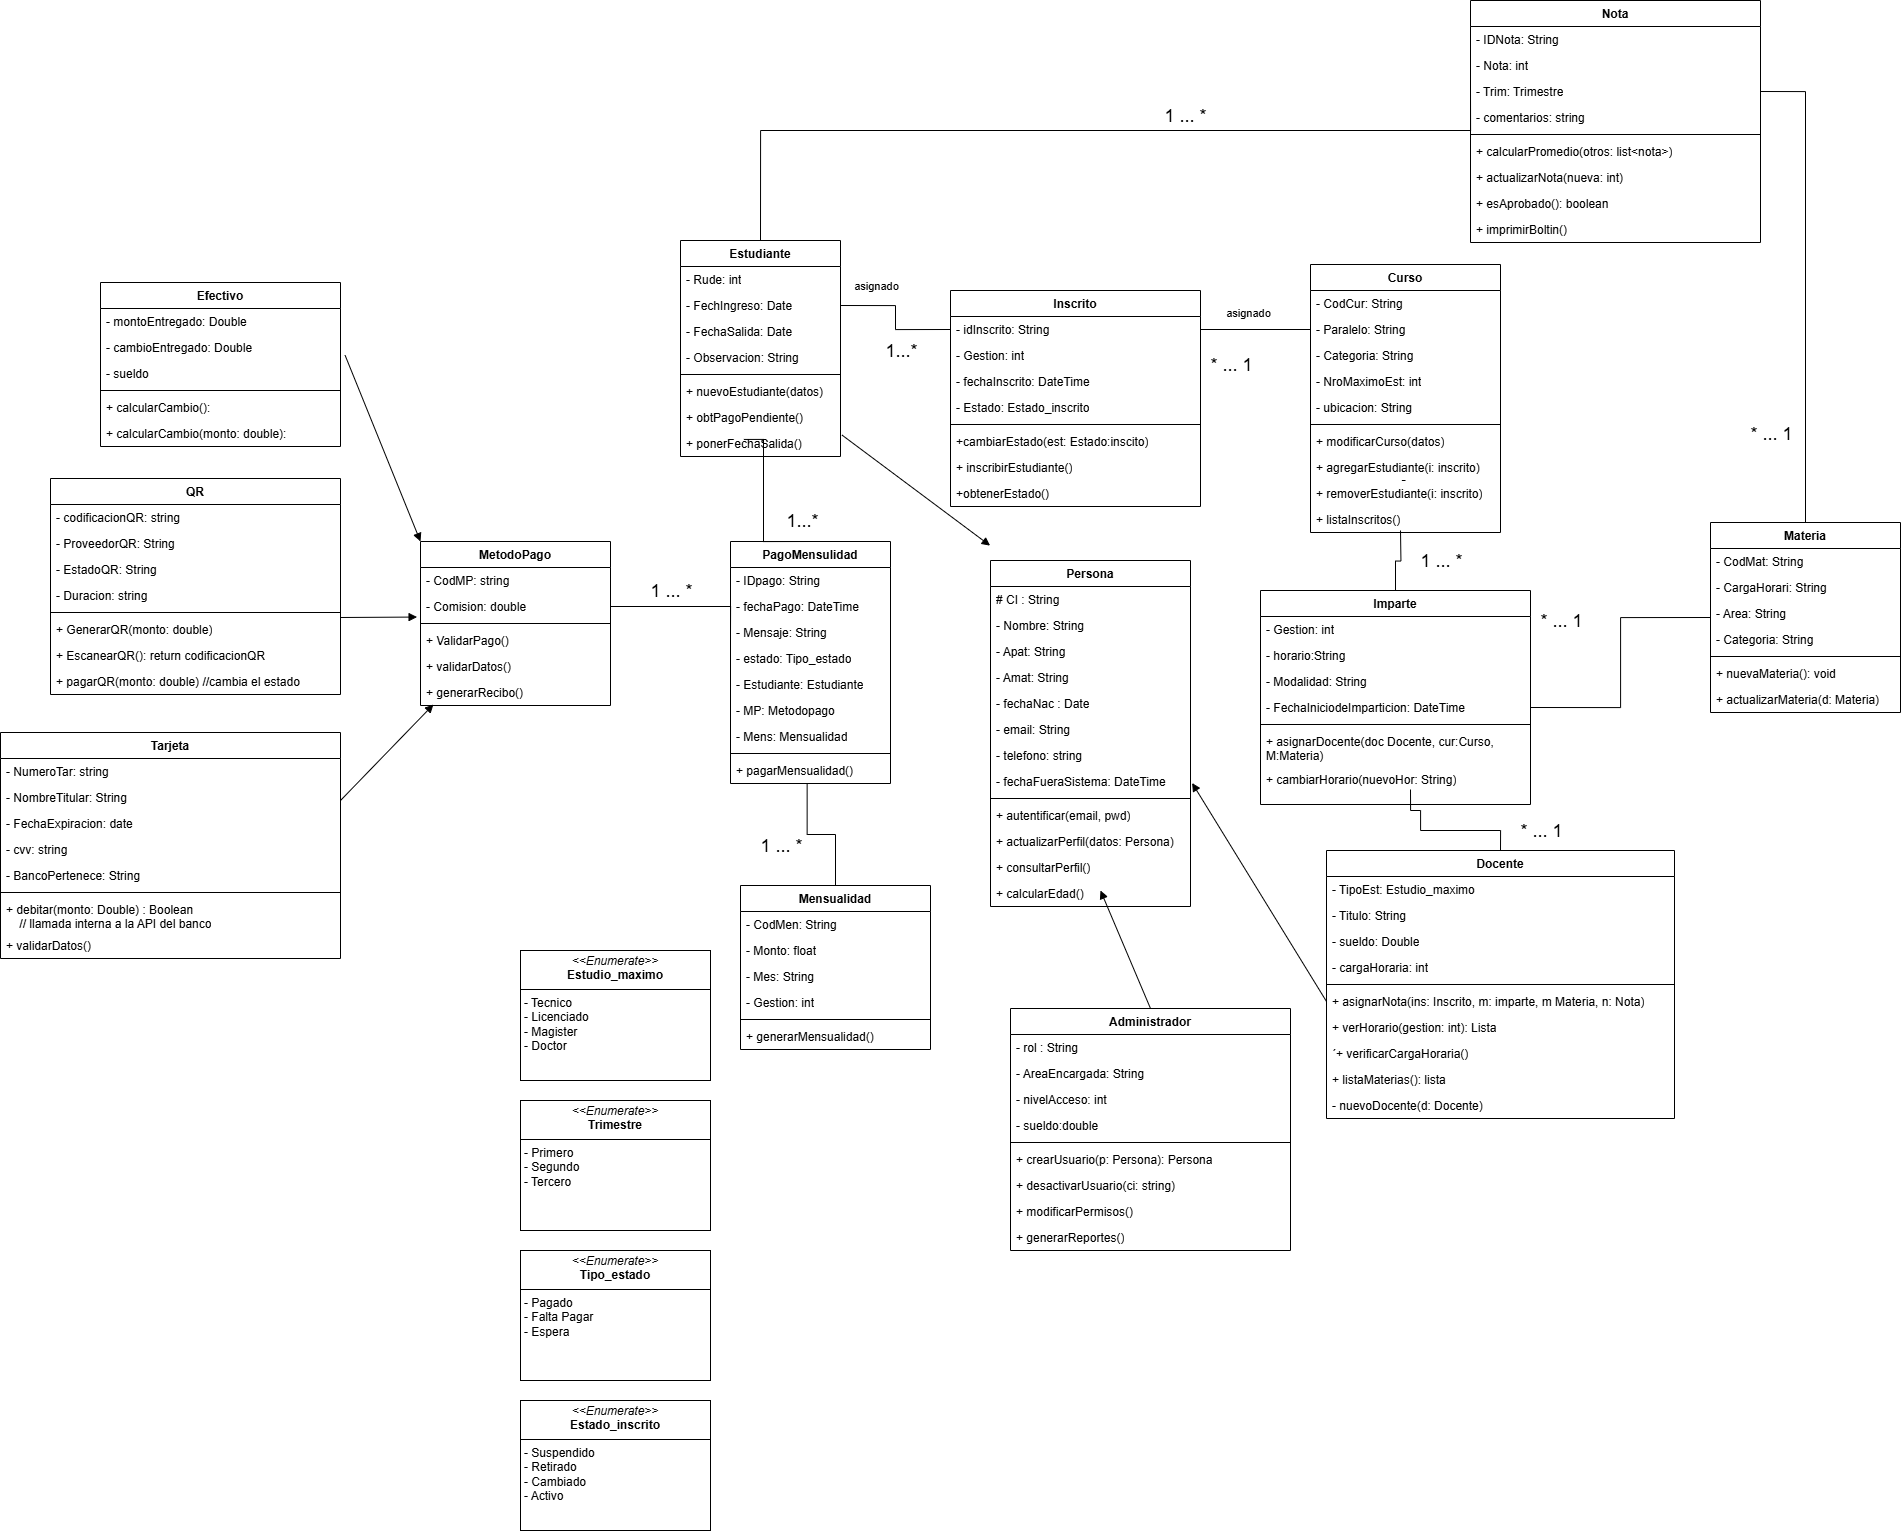 Nota
- IDNota: String
- Nota: int
- Trim: Trimestre
- comentarios: string
+ calcularPromedio(otros: list<nota>)
+ actualizarNota(nueva: int)
+ esAprobado(): boolean
+ imprimirBoltin()
1 ... *
* ... 1
Estudiante
- Rude: int
- FechIngreso: Date
- FechaSalida: Date
- Observacion: String
+ nuevoEstudiante(datos)
+ obtPagoPendiente()
+ ponerFechaSalida()
asignado
1...*
Inscrito
- idInscrito: String
- Gestion: int
- fechaInscrito: DateTime
- Estado: Estado_inscrito
+cambiarEstado(est: Estado:inscito)
+ inscribirEstudiante()
+obtenerEstado()
asignado
* ... 1
Curso
- CodCur: String
- Paralelo: String
- Categoria: String
- NroMaximoEst: int
- ubicacion: String
+ modificarCurso(datos)
+ agregarEstudiante(i: inscrito)
-
+ removerEstudiante(i: inscrito)
+ listaInscritos()
1 ... *
Efectivo
- montoEntregado: Double
- cambioEntregado: Double
- sueldo
+ calcularCambio():
+ calcularCambio(monto: double):
QR
- codificacionQR: string
- ProveedorQR: String
- EstadoQR: String
- Duracion: string
+ GenerarQR(monto: double)
+ EscanearQR(): return codificacionQR
+ pagarQR(monto: double) //cambia el estado
Tarjeta
- NumeroTar: string
- NombreTitular: String
- FechaExpiracion: date
- cvv: string
- BancoPertenece: String
+ debitar(monto: Double) : Boolean
// llamada interna a la API del banco
+ validarDatos()
MetodoPago
- CodMP: string
- Comision: double
+ ValidarPago()
+ validarDatos()
+ generarRecibo()
1 ... *
1...*
PagoMensulidad
- IDpago: String
- fechaPago: DateTime
- Mensaje: String
- estado: Tipo_estado
- Estudiante: Estudiante
- MP: Metodopago
- Mens: Mensualidad
+ pagarMensualidad()
1 ... *
Mensualidad
- CodMen: String
- Monto: float
- Mes: String
- Gestion: int
+ generarMensualidad()
Persona
# CI : String
- Nombre: String
- Apat: String
- Amat: String
- fechaNac : Date
- email: String
- telefono: string
- fechaFueraSistema: DateTime
+ autentificar(email, pwd)
+ actualizarPerfil(datos: Persona)
+ consultarPerfil()
+ calcularEdad()
Imparte
- Gestion: int
- horario:String
- Modalidad: String
- FechaIniciodeImparticion: DateTime
+ asignarDocente(doc Docente, cur:Curso,
M:Materia)
+ cambiarHorario(nuevoHor: String)
* ... 1
* ... 1
Materia
- CodMat: String
- CargaHorari: String
- Area: String
- Categoria: String
+ nuevaMateria(): void
+ actualizarMateria(d: Materia)
Docente
- TipoEst: Estudio_maximo
- Titulo: String
- sueldo: Double
- cargaHoraria: int
+ asignarNota(ins: Inscrito, m: imparte, m Materia, n: Nota)
+ verHorario(gestion: int): Lista
´+ verificarCargaHoraria()
+ listaMaterias(): lista
- nuevoDocente(d: Docente)
Administrador
- rol : String
- AreaEncargada: String
- nivelAcceso: int
- sueldo:double
+ crearUsuario(p: Persona): Persona
+ desactivarUsuario(ci: string)
+ modificarPermisos()
+ generarReportes()
<<Enumerate>>
Estudio_maximo
- Tecnico
- Licenciado
- Magister
- Doctor
<<Enumerate>>
Trimestre
- Primero
- Segundo
- Tercero
<<Enumerate>>
Tipo_estado
- Pagado
- Falta Pagar
- Espera
<<Enumerate>>
Estado_inscrito
- Suspendido
- Retirado
- Cambiado
- Activo